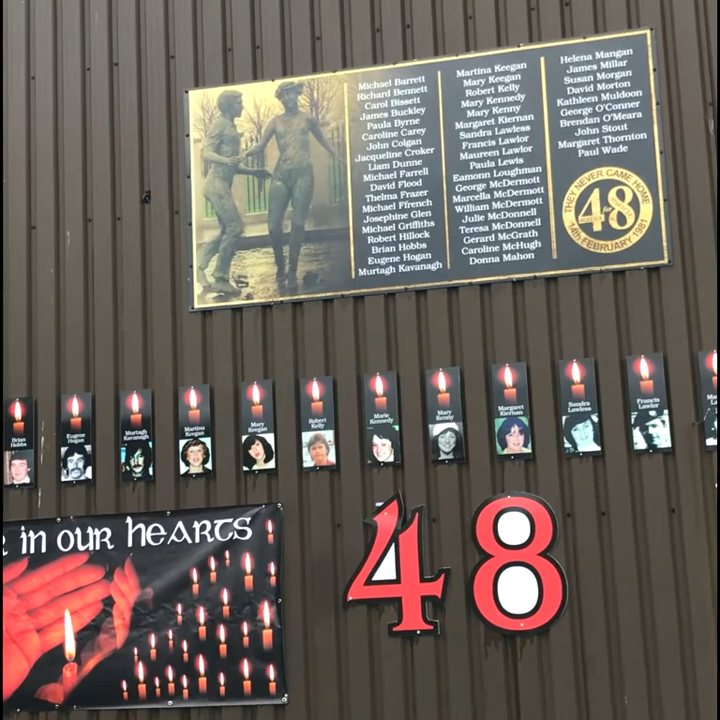 Michael Barrett
Richard Bennett
Carol Bissett
James Buckley
Paula Byrne
Caroline Carey
John Colgan
Jacqueline Croker
Liam Dunne
Michael Farrell
David Flood
Thelma Frazer
Michael Ffrench
Josephine Glen
Michael Griffiths
Robert Hillock
Brian Hobbs
Eugene Hogan
Murtagh Kavanagh
Martina Keegan
Mary Keegan
Robert Kelly
Mary Kennedy
Mary Kenny
Margaret Kiernan
Sandra Lawless
Francis Lawlor
Maureen Lawlor
Paula Lewis
Eamonn Loughman
George McDermott
Marcella McDermott
William McDermott
Julie McDonnell
Teresa McDonnell
Gerard McGrath
Caroline McHugh
Donna Mahon
Helena Mangan
James Millar
Susan Morgan
David Morton
Kathleen Muldoon
George O'Conner
Brendan O'Meara
John Stout
Margaret Thornton
Paul Wade
THEY NEVER CAME HOME
48
14th FEBRUARY 1981
Brian
Hobbs
Eugene
Hogan
Murtagh
Kavanagh
Martina
Keegan
Mary
Keegan
Robert
Kelly
Marie
Kennedy
Mary
Kenny
Margaret
Kiernan
Sandra
Lawless
Francis
Lawlor
in our hearts
48